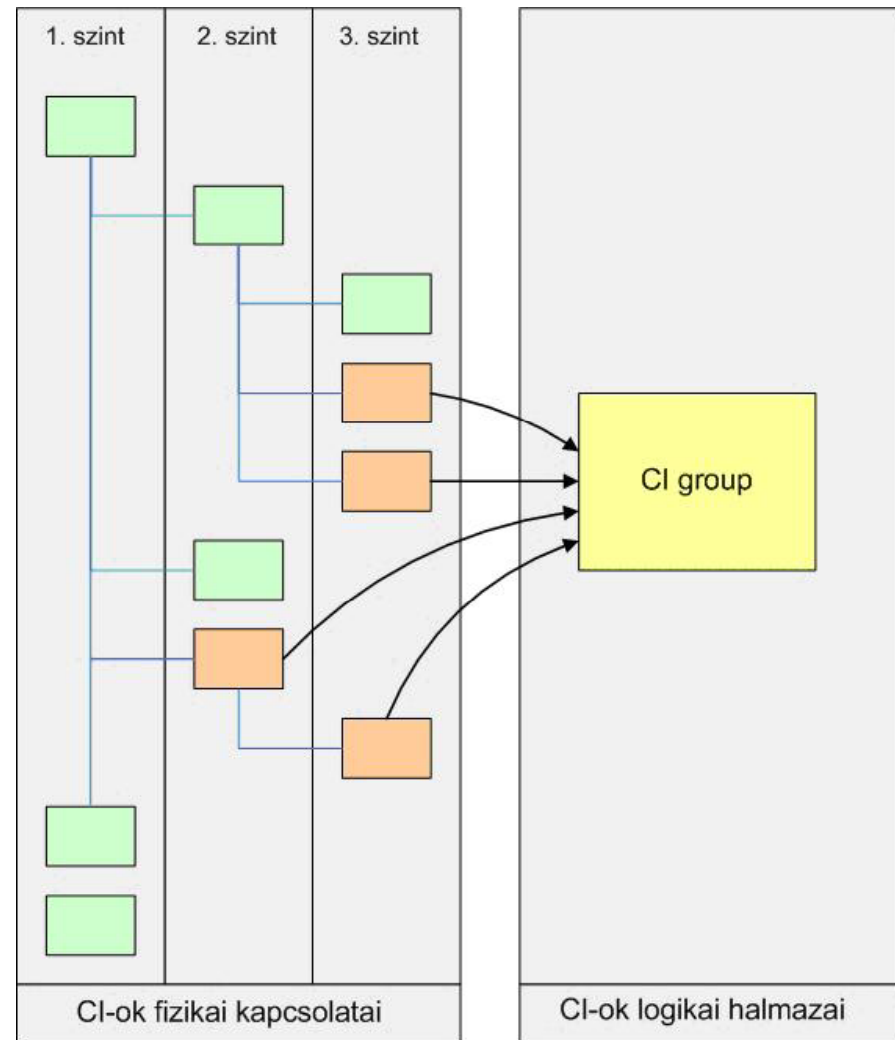 1. szint
2. szint
3. szint
CI group
CI-ok fizikai kapcsolatai
CI-ok logikai halmazai